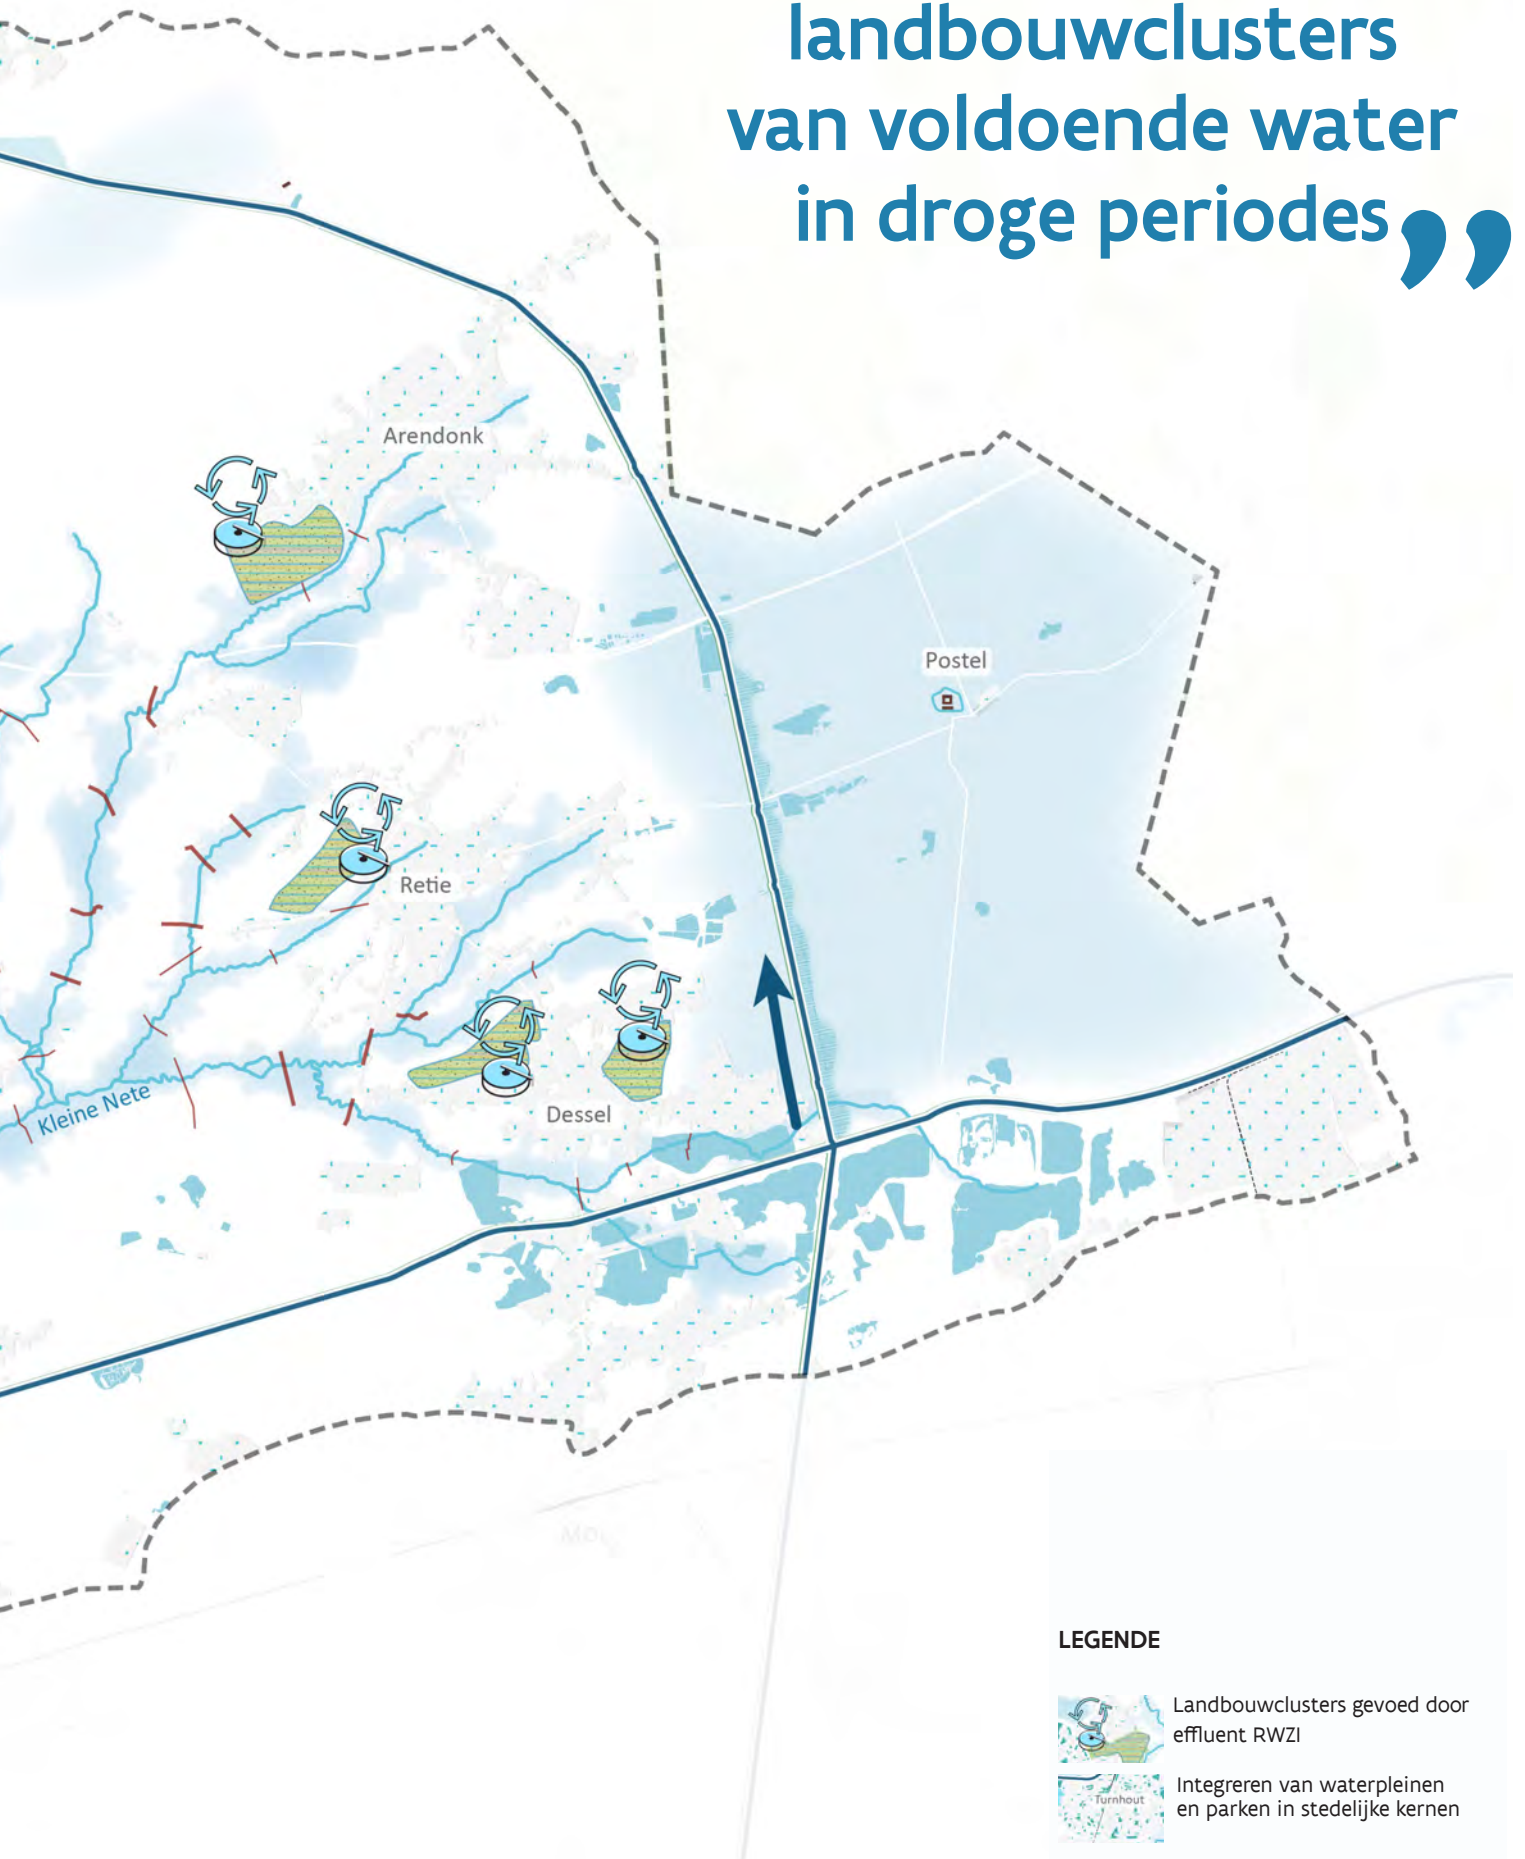 landbouwclusters
van voldoende water
in droge periodes”
Arendonk
Postel
Retie
Kleine Nete
Dessel
LEGENDE
Landbouwclusters gevoed door
effluent RWZI
Turnhout
Integreren van waterpleinen
en parken in stedelijke kernen